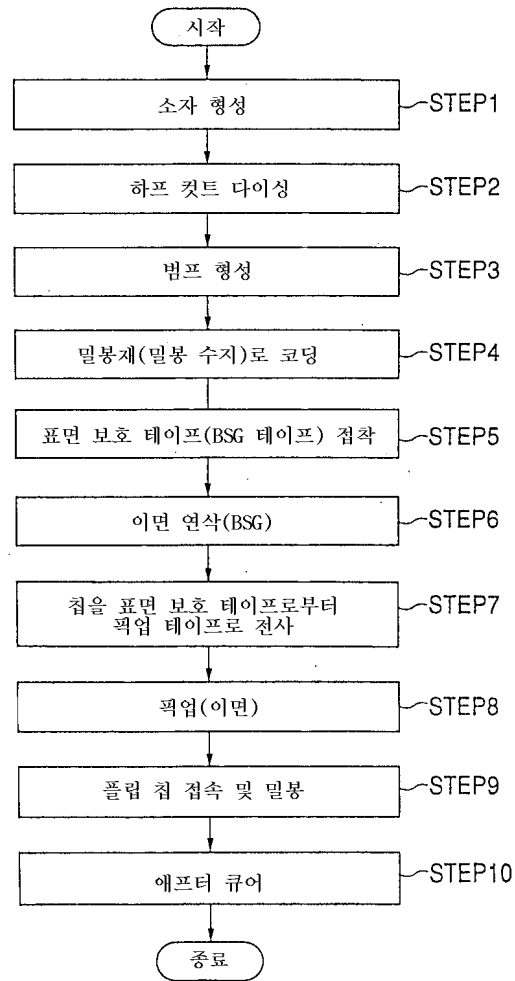 시작
소자 형성
STEP1
하프 컷트 다이싱
STEP2
범프 형성
STEP3
밀봉재(밀봉 수지)로 코딩
STEP4
표면 보호 테이프(BSG 테이프) 접착
STEP5
이면 연삭(BSG)
STEP6
칩을 표면 보호 테이프로부터
픽업 테이프로 전사
STEP7
픽업(이면)
STEP8
플립 칩 접속 및 밀봉
STEP9
애프터 큐어
STEP10
종료